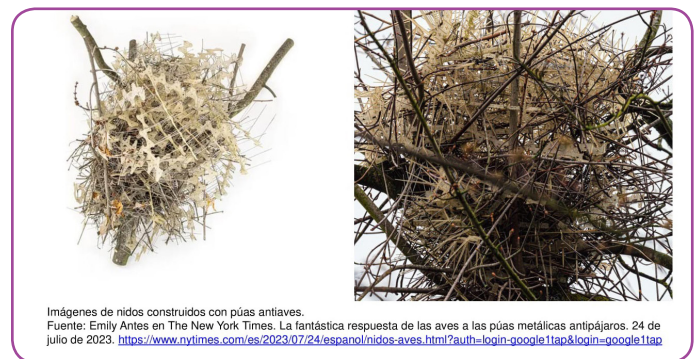 Imágenes de nidos construidos con púas antiaves.
Fuente: Emily Antes en The New York Times. La fantástica respuesta de las aves a las púas metálicas antipájaros. 24 de
julio de 2023. https://www.nytimes.com/es/2023/07/24/espanol/nidos-aves.html?auth=login-google1tap&login=google1tap